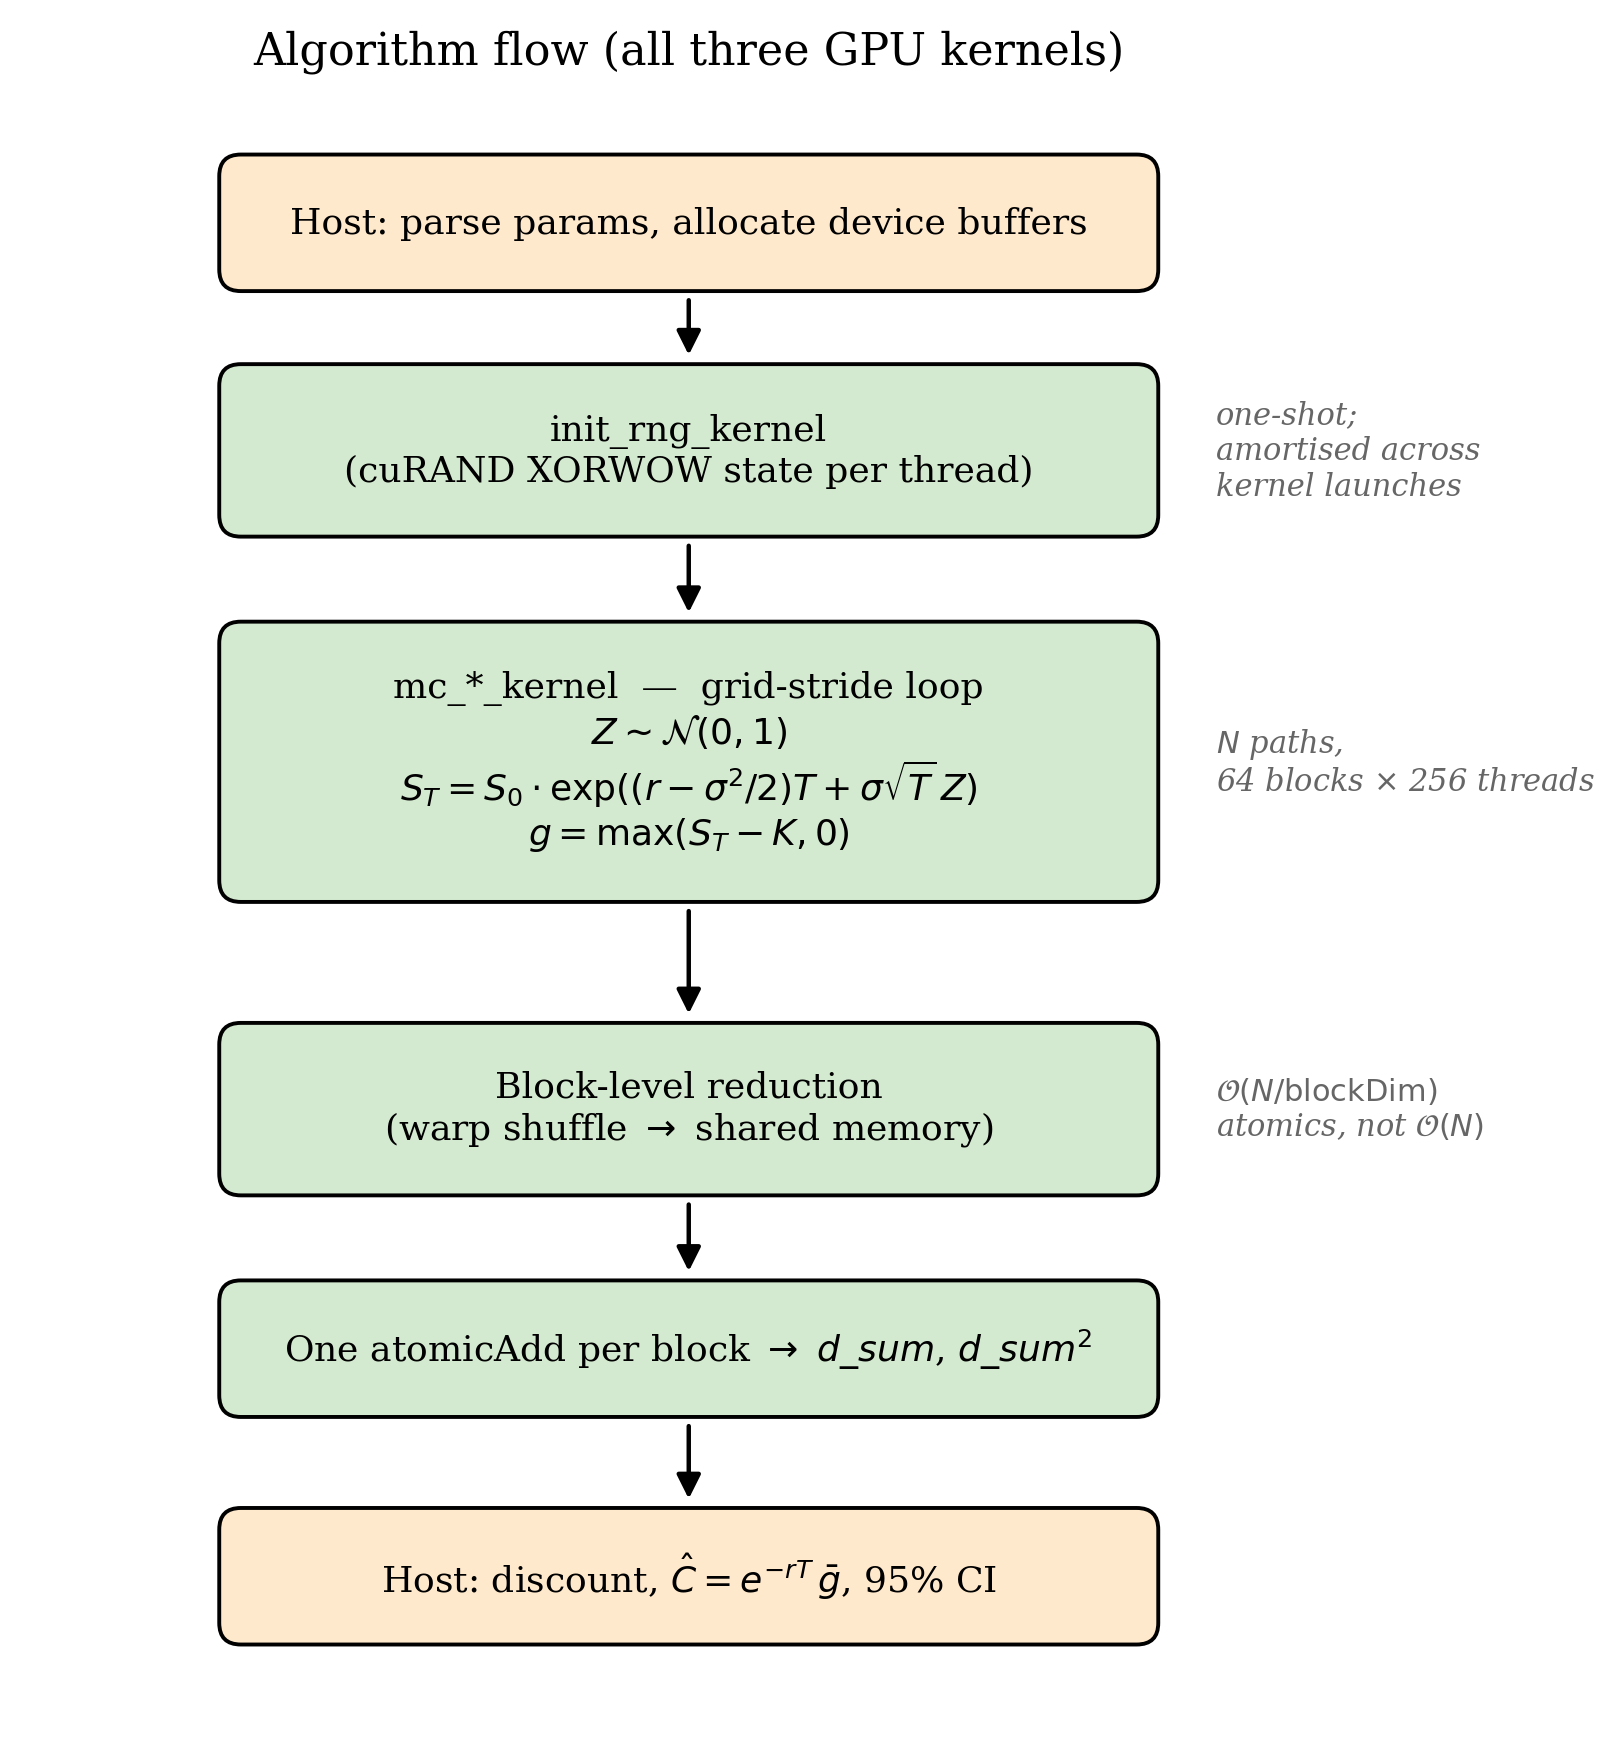 Algorithm flow (all three GPU kernels)
Host: parse params, allocate device buffers
init_rng_kernel
(cuRAND XORWOW state per thread)
one-shot;
amortised across
kernel launches
mc_*_kernel — grid-stride loop
Z ~ 𝒩(0, 1)
S_T = S_0 · exp((r − σ²/2)T + σ√T Z)
g = max(S_T − K, 0)
N paths,
64 blocks × 256 threads
Block-level reduction
(warp shuffle → shared memory)
𝒪(N/blockDim)
atomics, not 𝒪(N)
One atomicAdd per block → d_sum, d_sum²
Host: discount, Ĉ = e^{−rT} ḡ, 95% CI